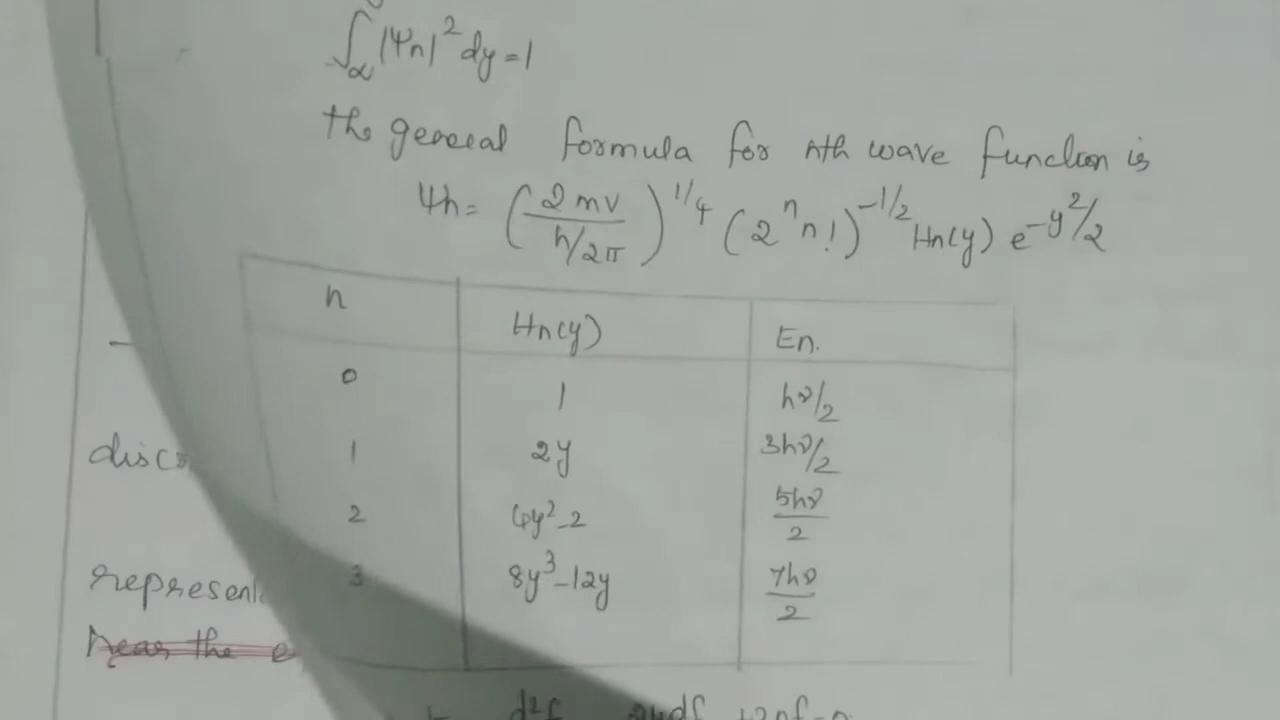 ∫-∞ |Ψn|² dy = 1
the general formula for nth wave function is
Ψn = (2mν / h/2π)^1/4 (2ⁿ n!)^-1/2 Hn(y) e^-y²/2
n Hn(y) En.
0 1 hν/2
1 2y 3hν/2
2 4y²-2 5hν/2
3 8y³-12y 7hν/2